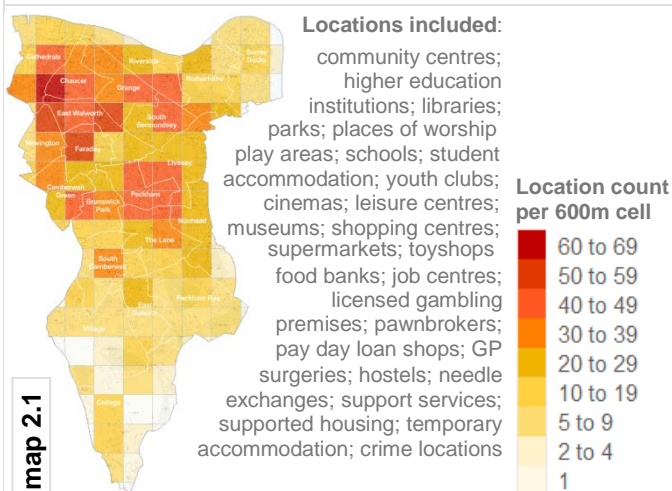 Locations included:
community centres;
higher education
institutions; libraries;
parks; places of worship
play areas; schools; student
accommodation; youth clubs;
cinemas; leisure centres;
museums; shopping centres;
supermarkets; toyshops
food banks; job centres;
licensed gambling
premises; pawnbrokers;
pay day loan shops; GP
surgeries; hostels; needle
exchanges; support services;
supported housing; temporary
accommodation; crime locations
Location count
per 600m cell
60 to 69
50 to 59
40 to 49
30 to 39
20 to 29
10 to 19
5 to 9
2 to 4
1
Cathedrals
Riverside
Surrey
Docks
Rotherhithe
Chaucer
Grange
East Walworth
South
Bermondsey
Newington
Faraday
Livesey
Camberwell
Green
Brunswick
Park
Peckham
Nunhead
The Lane
South
Camberwell
Peckham Rye
East
Dulwich
Village
College
map 2.1